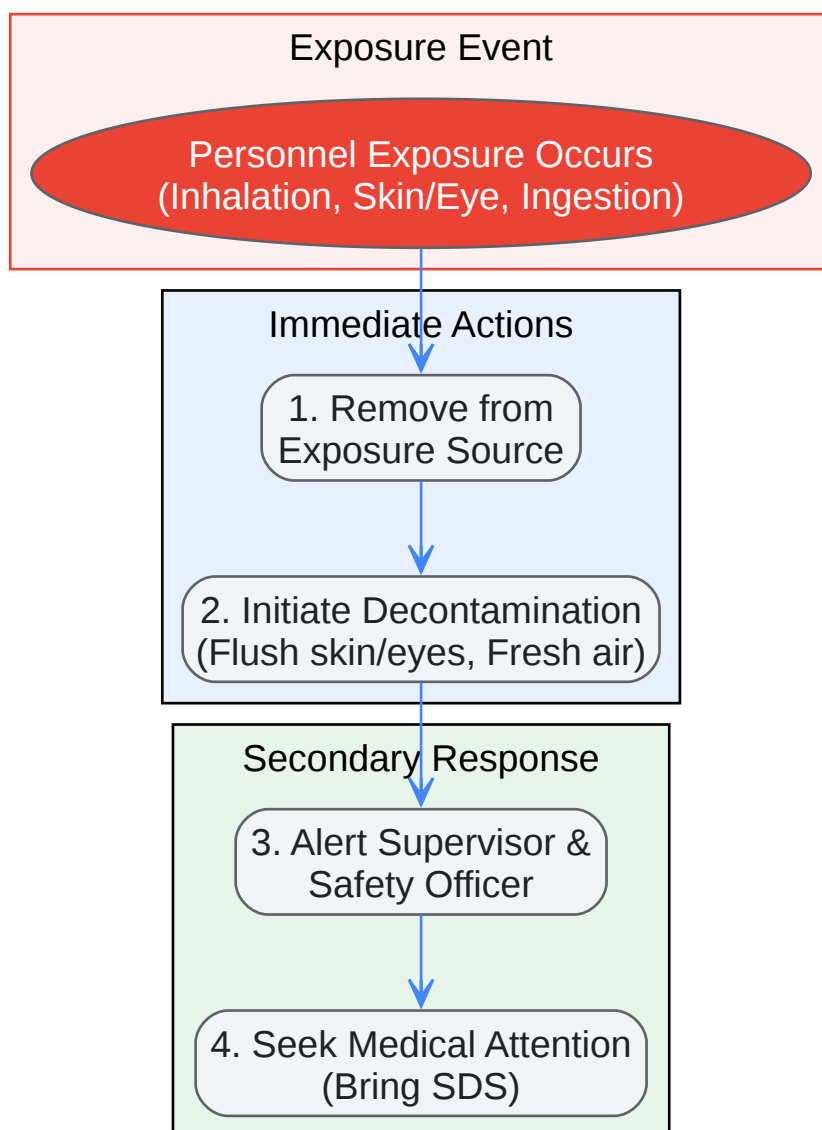 Exposure Event
Personnel Exposure Occurs
(Inhalation, Skin/Eye, Ingestion)
Immediate Actions
1. Remove from
Exposure Source
2. Initiate Decontamination
(Flush skin/eyes, Fresh air)
Secondary Response
3. Alert Supervisor &
Safety Officer
4. Seek Medical Attention
(Bring SDS)